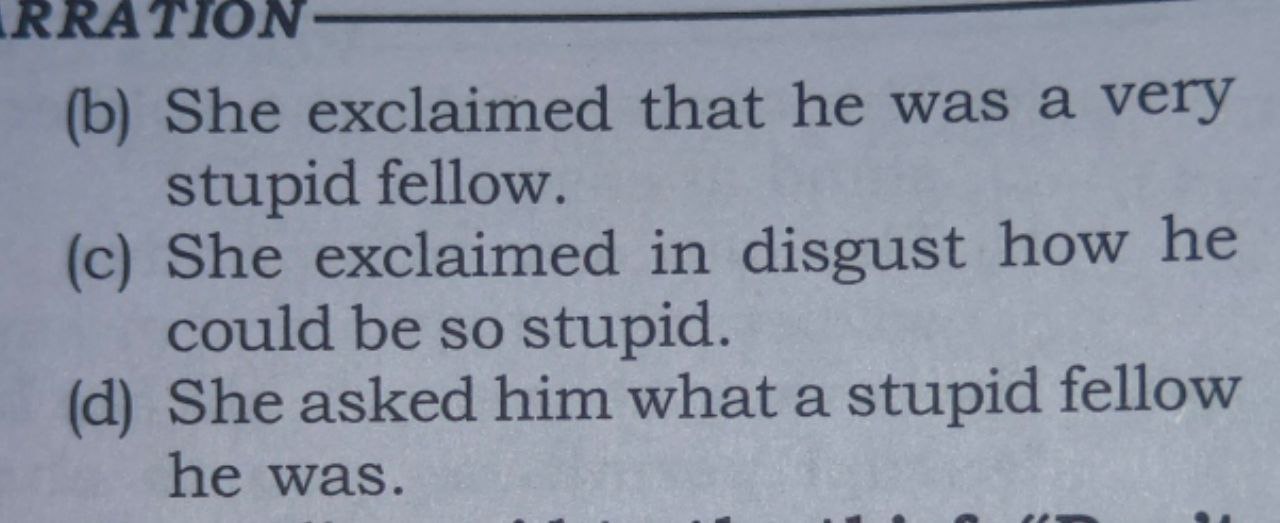 RRATION
(b) She exclaimed that he was a very
stupid fellow.
(c) She exclaimed in disgust how he
could be so stupid.
(d) She asked him what a stupid fellow
he was.